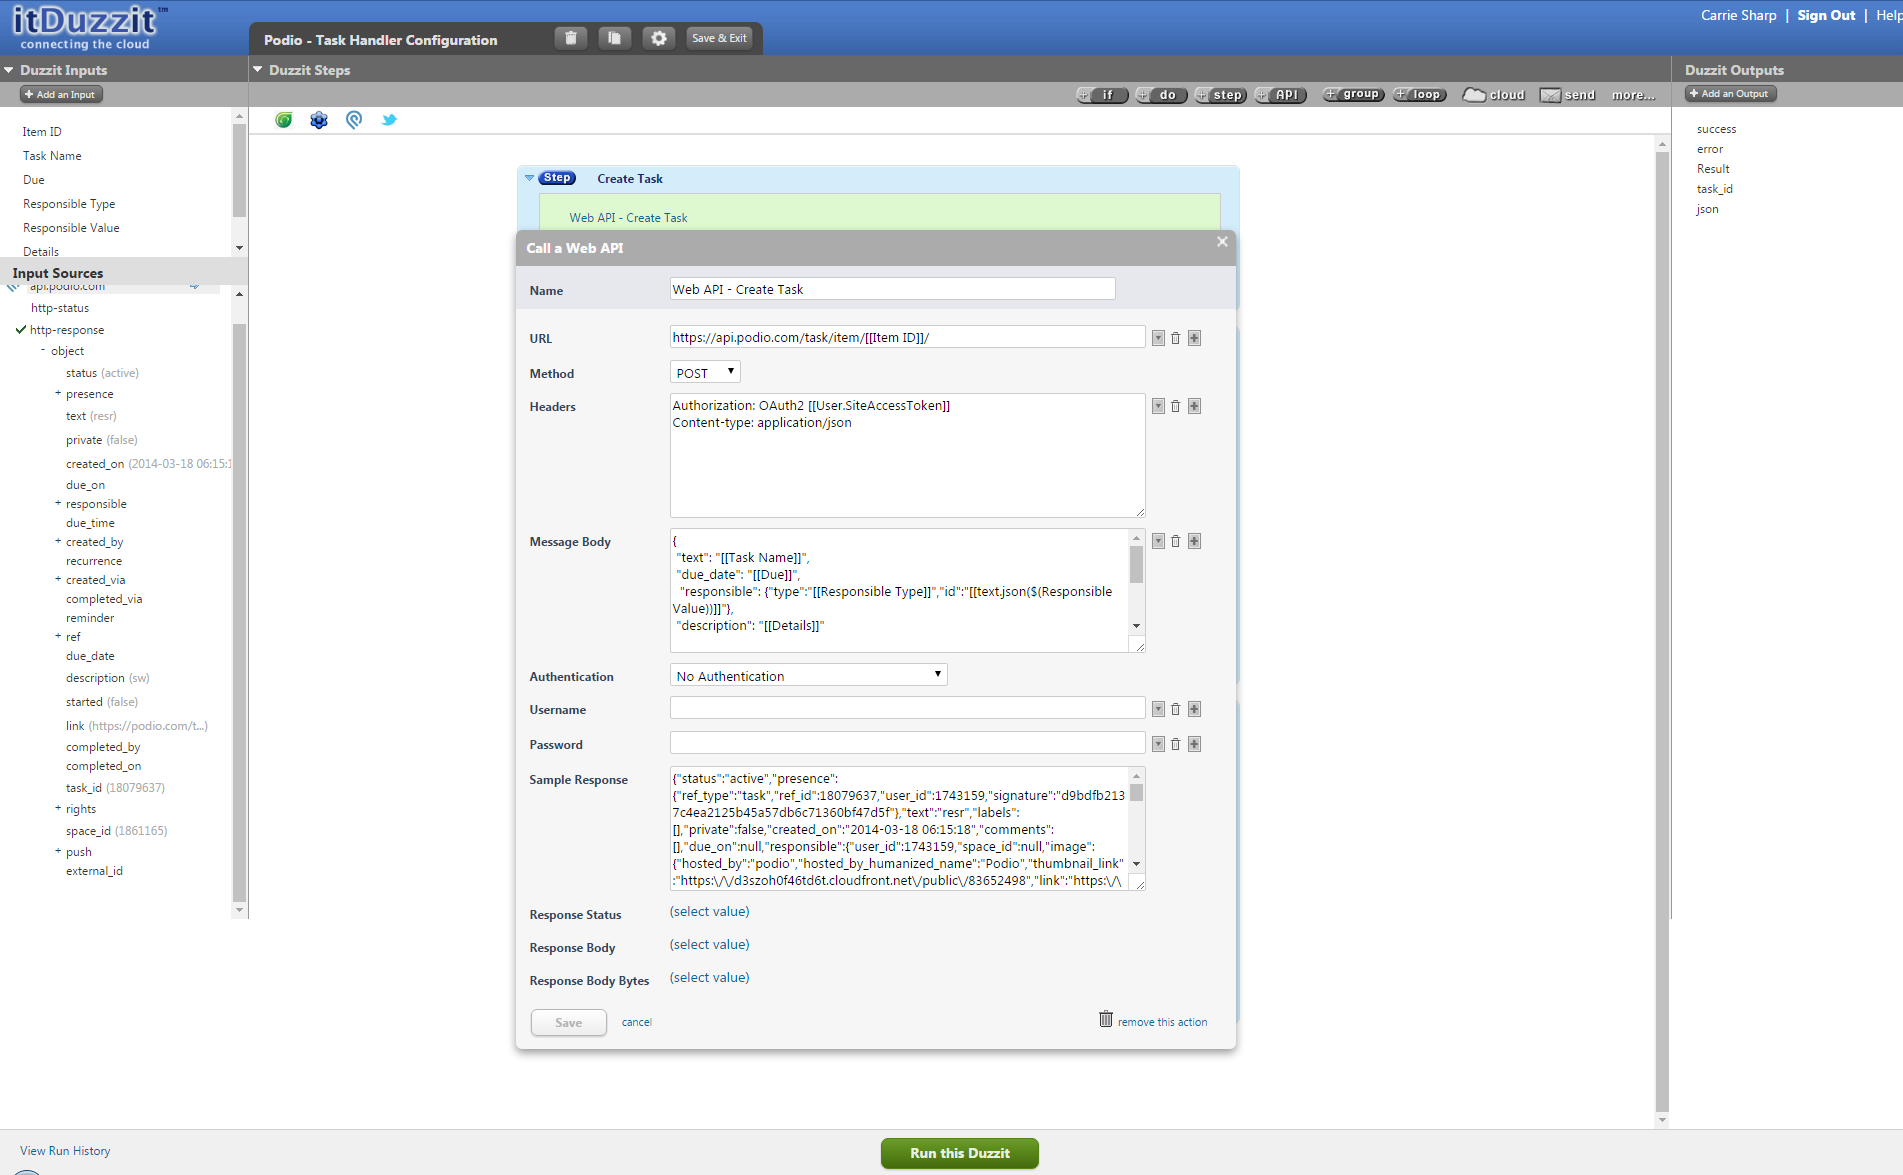 itDuzzit™
connecting the cloud
Podio - Task Handler Configuration
Save & Exit
Carrie Sharp | Sign Out | Help
Duzzit Inputs
Add an Input
Item ID
Task Name
Due
Responsible Type
Responsible Value
Details
Input Sources
api.podio.com
http-status
http-response
- object
status (active)
+ presence
text (resr)
private (false)
created_on (2014-03-18 06:15:1
due_on
+ responsible
due_time
+ created_by
recurrence
+ created_via
completed_via
reminder
+ ref
due_date
description (sw)
started (false)
link (https://podio.com/t...)
completed_by
completed_on
task_id (18079637)
+ rights
space_id (1861165)
+ push
external_id
Duzzit Steps
+ if
+ do
+ step
+ API
+ group
+ loop
cloud
send
more...
Step Create Task
Web API - Create Task
Call a Web API
Name
Web API - Create Task
URL
https://api.podio.com/task/item/[[Item ID]]/
Method
POST
Headers
Authorization: OAuth2 [[User.SiteAccessToken]]
Content-type: application/json
Message Body
{
"text": "[[Task Name]]",
"due_date": "[[Due]]",
"responsible": {"type":"[[Responsible Type]]","id":"[[text.json($(Responsible
Value))]]"},
"description": "[[Details]]"
Authentication
No Authentication
Username
Password
Sample Response
{"status":"active","presence":
{"ref_type":"task","ref_id":18079637,"user_id":1743159,"signature":"d9bdfb213
7c4ea2125b45a57db6c71360bf47d5f"},"text":"resr","labels":
[],"private":false,"created_on":"2014-03-18 06:15:18","comments":
[],"due_on":null,"responsible":{"user_id":1743159,"space_id":null,"image":
{"hosted_by":"podio","hosted_by_humanized_name":"Podio","thumbnail_link"
:"https:\/\/d3szoh0f46td6t.cloudfront.net\/public\/83652498","link":"https:\/\
Response Status
(select value)
Response Body
(select value)
Response Body Bytes
(select value)
Save
cancel
remove this action
Duzzit Outputs
Add an Output
success
error
Result
task_id
json
View Run History
Run this Duzzit